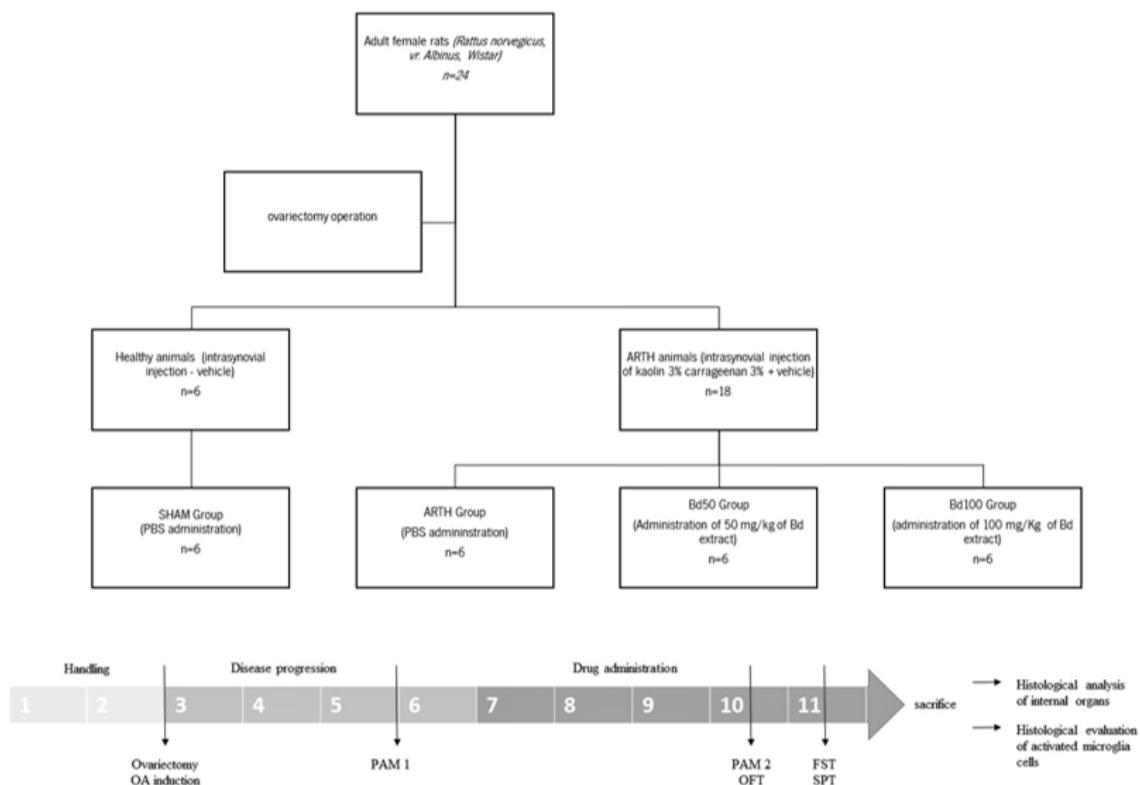 Adult female rats (Rattus norvegicus,
vr. Albinus, Wistar)
n=24
ovariectomy operation
Healthy animals (intrasynovial
injection - vehicle)
n=6
ARTH animals (intrasynovial injection
of kaolin 3% carrageenan 3% + vehicle)
n=18
SHAM Group
(PBS administration)
n=6
ARTH Group
(PBS admininstration)
n=6
Bd50 Group
(Administration of 50 mg/kg of Bd
extract)
n=6
Bd100 Group
(administration of 100 mg/Kg of Bd
extract)
n=6
Handling
Disease progression
Drug administration
1 2 3 4 5 6 7 8 9 10 11
sacrifice
Histological analysis
of internal organs
Histological evaluation
of activated microglia
cells
Ovariectomy
OA induction
PAM 1
PAM 2
OFT
FST
SPT